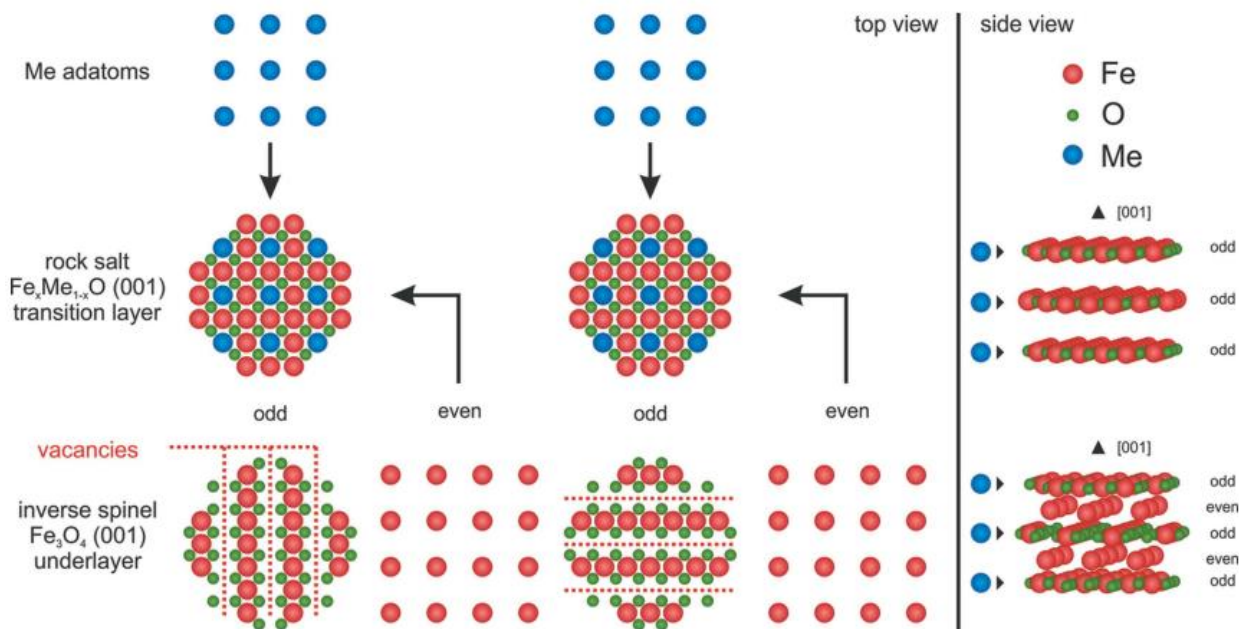 top view
side view
Me adatoms
Fe
O
Me
[001]
rock salt
FeₓMe₁₋ₓO (001)
transition layer
odd
odd
odd
odd
even
odd
even
vacancies
inverse spinel
Fe₃O₄ (001)
underlayer
[001]
odd
even
odd
even
odd